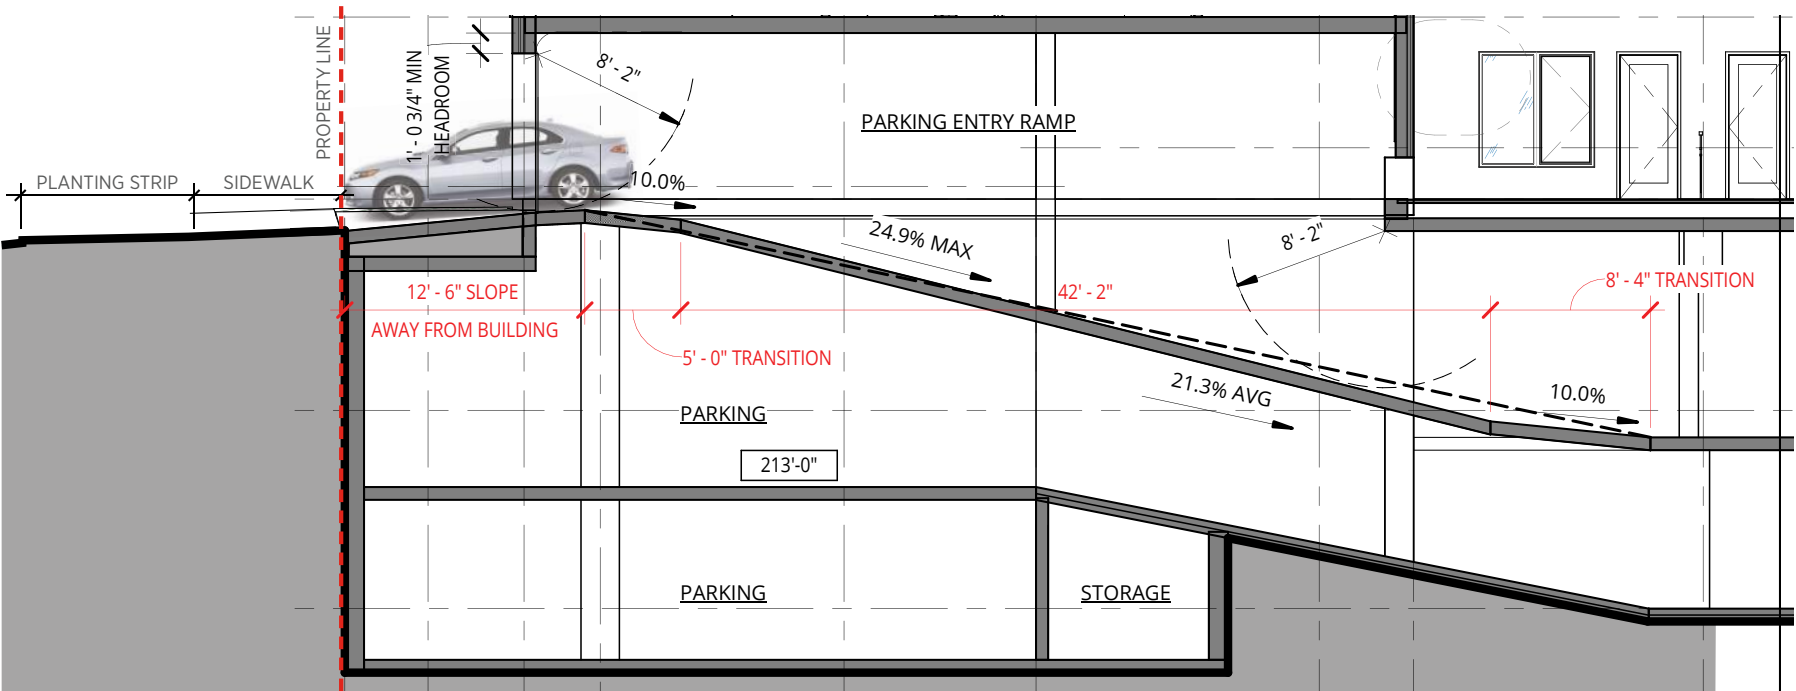 PROPERTY LINE
1' - 0 3/4" MIN
HEADROOM
8' - 2"
PARKING ENTRY RAMP
PLANTING STRIP
SIDEWALK
10.0%
24.9% MAX
8' - 2"
12' - 6" SLOPE
AWAY FROM BUILDING
42' - 2"
8' - 4" TRANSITION
5' - 0" TRANSITION
21.3% AVG
10.0%
PARKING
213'-0"
PARKING
STORAGE